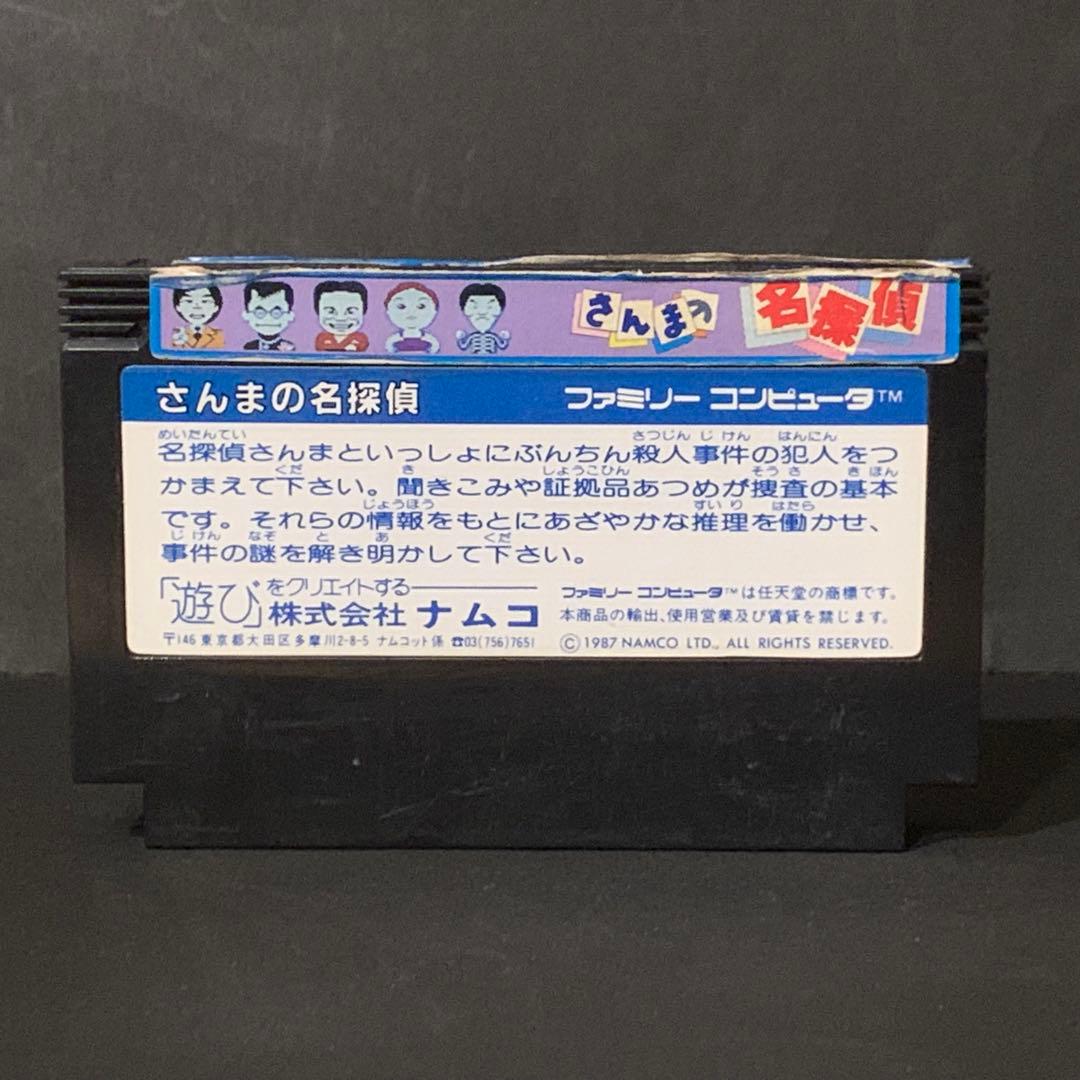 さんまの名探偵
さんまの名探偵 ファミリー コンピュータ™
めいたんてい さつじん じ けん はんにん
名探偵さんまといっしょにぶんちん殺人事件の犯人をつ
くだ き しょうこひん そう さ き ほん
かまえて下さい。聞きこみや証拠品あつめが捜査の基本
じょうほう すい り はたら
です。それらの情報をもとにあざやかな推理を働かせ、
じ けん なぞ と あ くだ
事件の謎を解き明かして下さい。
「遊び」をクリエイトする
株式会社 ナムコ
〒146 東京都大田区多摩川2-8-5 ナムコット係 ☎03(756)7651
ファミリー コンピュータ™は任天堂の商標です。
本商品の輸出、使用営業及び賃貸を禁じます。
©1987 NAMCO LTD., ALL RIGHTS RESERVED.